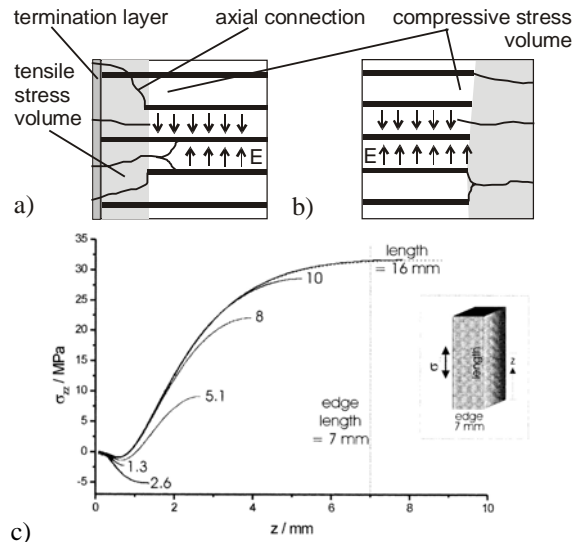 termination layer
axial connection
compressive stress
volume
tensile
stress
volume
E
E
a)
b)
35
30
25
20
15
10
5
0
-5
σzz / MPa
length
= 16 mm
10
8
5.1
1.3
2.6
edge
length
= 7 mm
σ
length
z
edge
7 mm
0
2
4
6
8
10
z / mm
c)